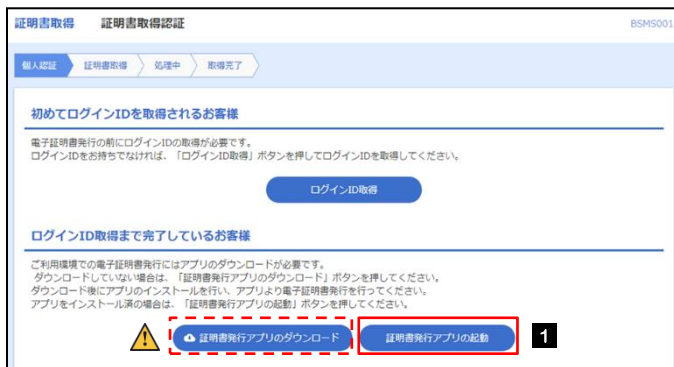 証明書取得 証明書取得認証 BSMS001
個人認証 証明書取得 処理中 取得完了
初めてログインIDを取得されるお客様
電子証明書発行の前にログインIDの取得が必要です。
ログインIDをお持ちでなければ、「ログインID取得」ボタンを押してログインIDを取得してください。
ログインID取得
ログインID取得まで完了しているお客様
ご利用環境での電子証明書発行にはアプリのダウンロードが必要です。
ダウンロードしていない場合は、「証明書発行アプリのダウンロード」ボタンを押してください。
ダウンロード後にアプリのインストールを行い、アプリより電子証明書発行を行ってください。
アプリをインストール済の場合は、「証明書発行アプリの起動」ボタンを押してください。
証明書発行アプリのダウンロード 証明書発行アプリの起動 1